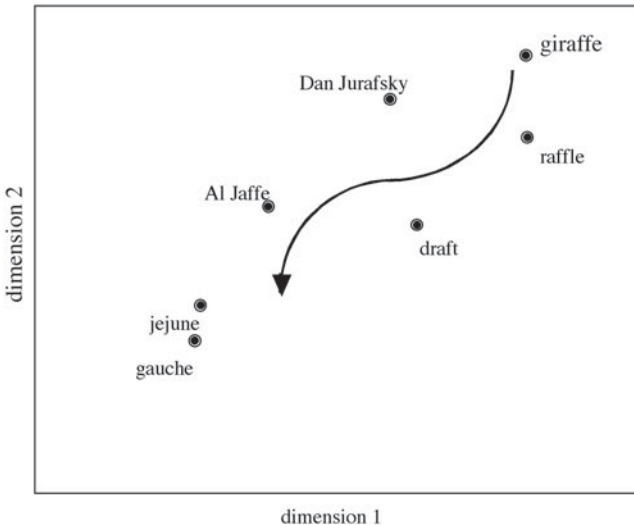 giraffe
Dan Jurafsky
raffle
Al Jaffe
draft
jejune
gauche
dimension 2
dimension 1